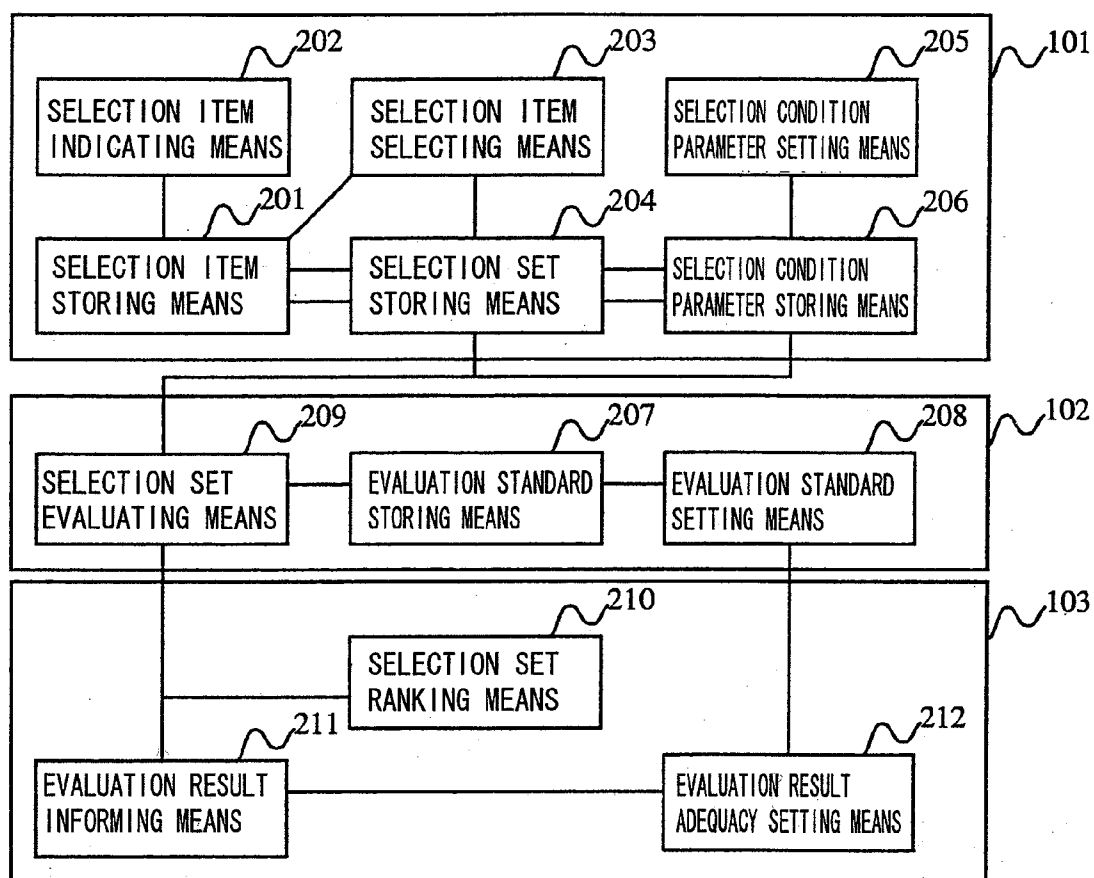 202
203
205
101
SELECTION ITEM
INDICATING MEANS
SELECTION ITEM
SELECTING MEANS
SELECTION CONDITION
PARAMETER SETTING MEANS
201
204
206
SELECTION ITEM
STORING MEANS
SELECTION SET
STORING MEANS
SELECTION CONDITION
PARAMETER STORING MEANS
209
207
208
102
SELECTION SET
EVALUATING MEANS
EVALUATION STANDARD
STORING MEANS
EVALUATION STANDARD
SETTING MEANS
210
103
SELECTION SET
RANKING MEANS
211
212
EVALUATION RESULT
INFORMING MEANS
EVALUATION RESULT
ADEQUACY SETTING MEANS